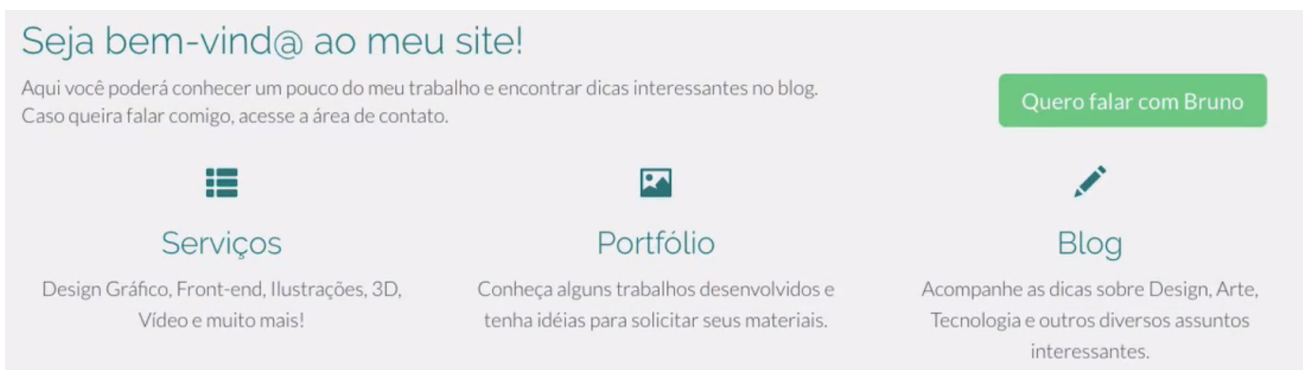 Seja bem-vind@ ao meu site!
Aqui você poderá conhecer um pouco do meu trabalho e encontrar dicas interessantes no blog.
Caso queira falar comigo, acesse a área de contato.
Quero falar com Bruno
Serviços
Design Gráfico, Front-end, Ilustrações, 3D,
Vídeo e muito mais!
Portfólio
Conheça alguns trabalhos desenvolvidos e
tenha idéias para solicitar seus materiais.
Blog
Acompanhe as dicas sobre Design, Arte,
Tecnologia e outros diversos assuntos
interessantes.